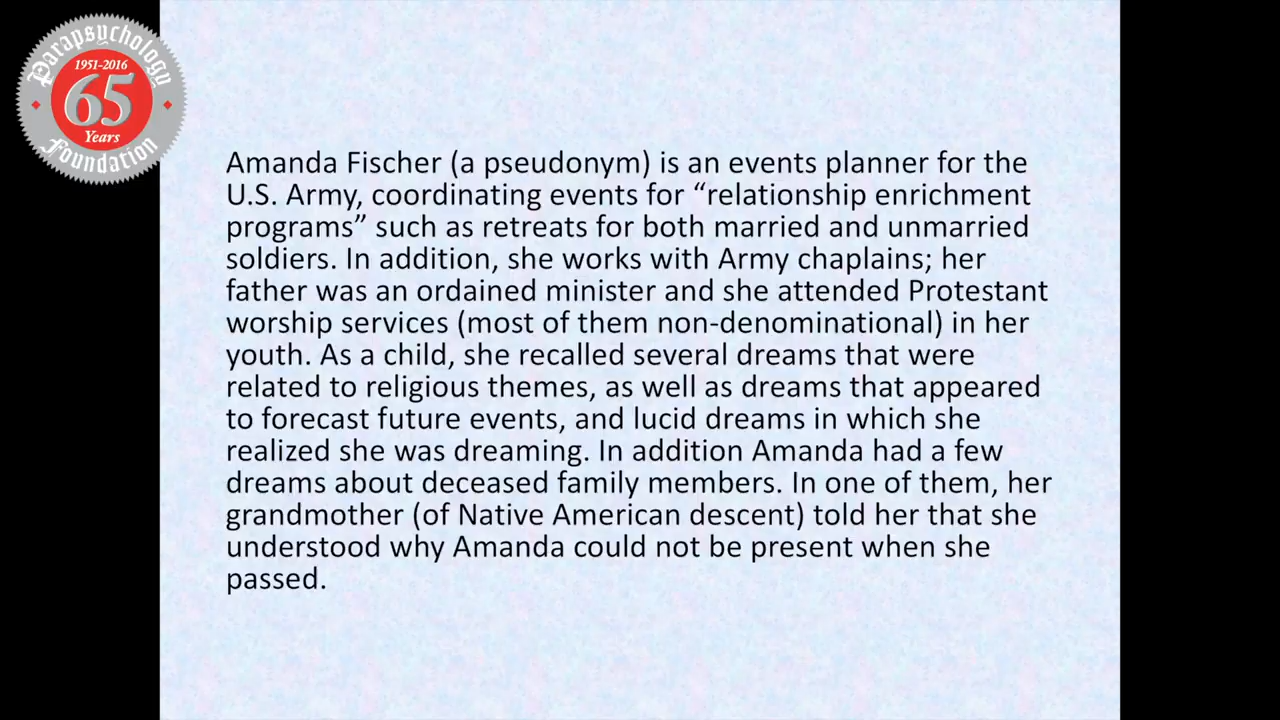 Parapsychology
1951-2016
65
Years
Foundation
Amanda Fischer (a pseudonym) is an events planner for the
U.S. Army, coordinating events for “relationship enrichment
programs” such as retreats for both married and unmarried
soldiers. In addition, she works with Army chaplains; her
father was an ordained minister and she attended Protestant
worship services (most of them non-denominational) in her
youth. As a child, she recalled several dreams that were
related to religious themes, as well as dreams that appeared
to forecast future events, and lucid dreams in which she
realized she was dreaming. In addition Amanda had a few
dreams about deceased family members. In one of them, her
grandmother (of Native American descent) told her that she
understood why Amanda could not be present when she
passed.